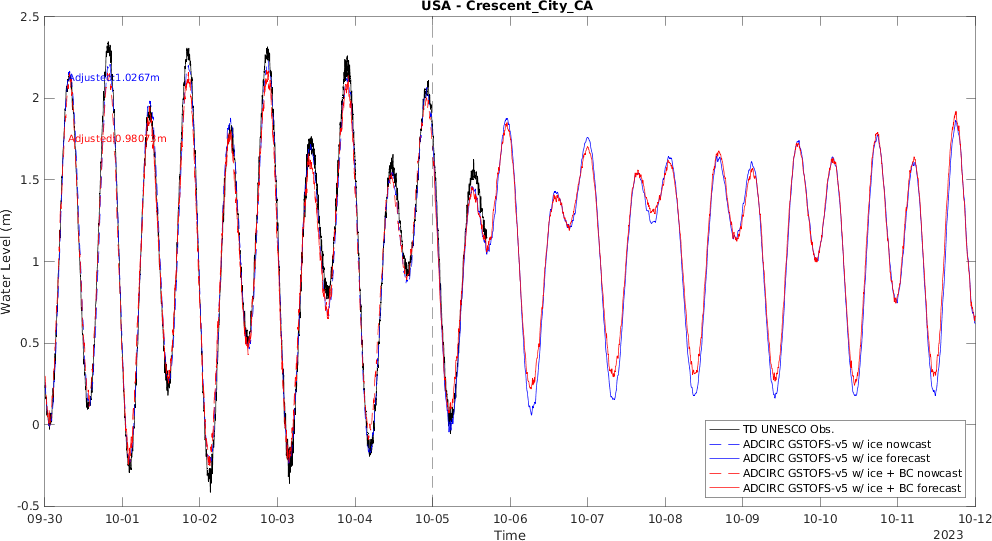 USA - Crescent_City_CA
2.5
2
1.5
1
0.5
0
-0.5
Water Level (m)
Adjusted:1.0267m
TD UNESCO Obs.
ADCIRC GSTOFS-v5 w/ ice nowcast
ADCIRC GSTOFS-v5 w/ ice forecast
ADCIRC GSTOFS-v5 w/ ice + BC nowcast
ADCIRC GSTOFS-v5 w/ ice + BC forecast
09-30 10-01 10-02 10-03 10-04 10-05 10-06 10-07 10-08 10-09 10-10 10-11 10-12
Time
2023